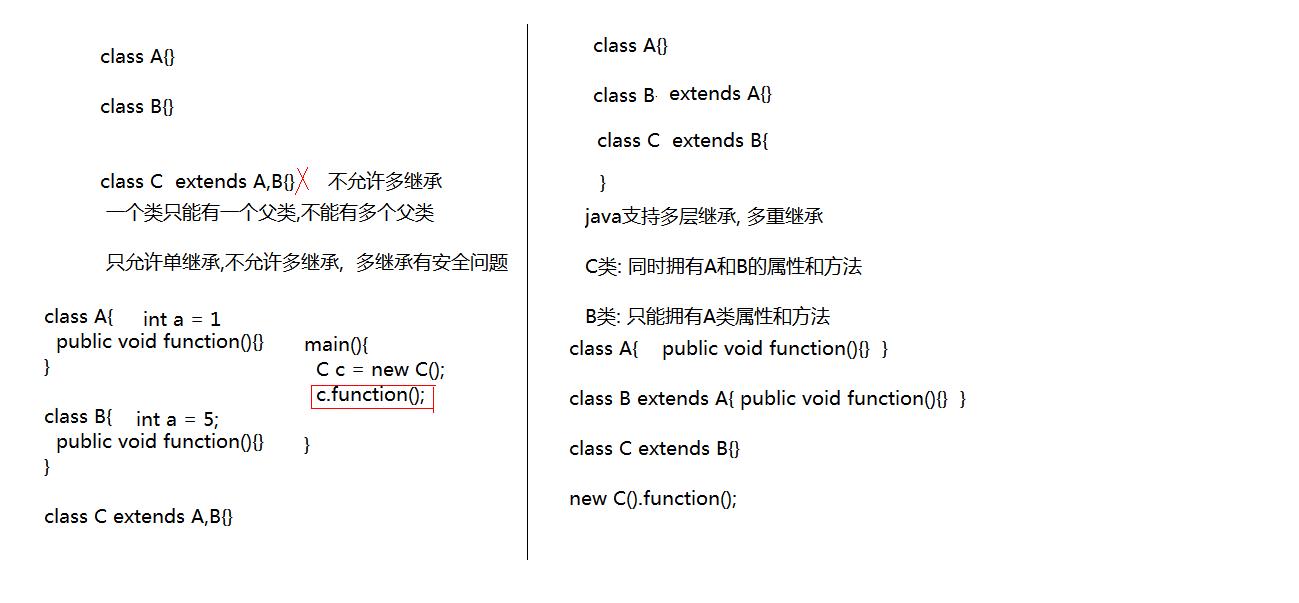 class A{}
class B{}
class C  extends A,B{}  不允许多继承
一个类只能有一个父类,不能有多个父类
只允许单继承,不允许多继承,  多继承有安全问题
class A{    int a = 1
public void function(){}
}
class B{    int a = 5;
public void function(){}
}
class C extends A,B{}
main(){
C c = new C();
c.function();
}
class A{}
class B  extends A{}
class C  extends B{
}
java支持多层继承, 多重继承
C类: 同时拥有A和B的属性和方法
B类: 只能拥有A类属性和方法
class A{    public void function(){}  }
class B extends A{ public void function(){}  }
class C extends B{}
new C().function();